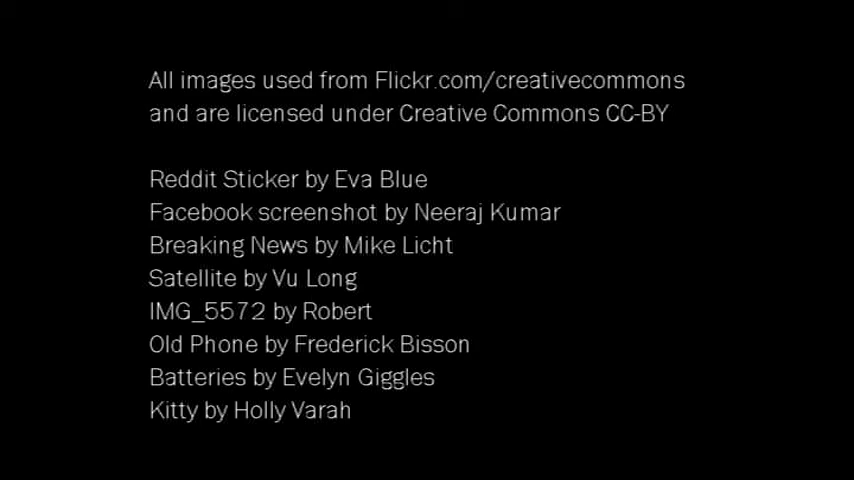 All images used from Flickr.com/creativecommons
and are licensed under Creative Commons CC-BY
Reddit Sticker by Eva Blue
Facebook screenshot by Neeraj Kumar
Breaking News by Mike Licht
Satellite by Vu Long
IMG_5572 by Robert
Old Phone by Frederick Bisson
Batteries by Evelyn Giggles
Kitty by Holly Varah